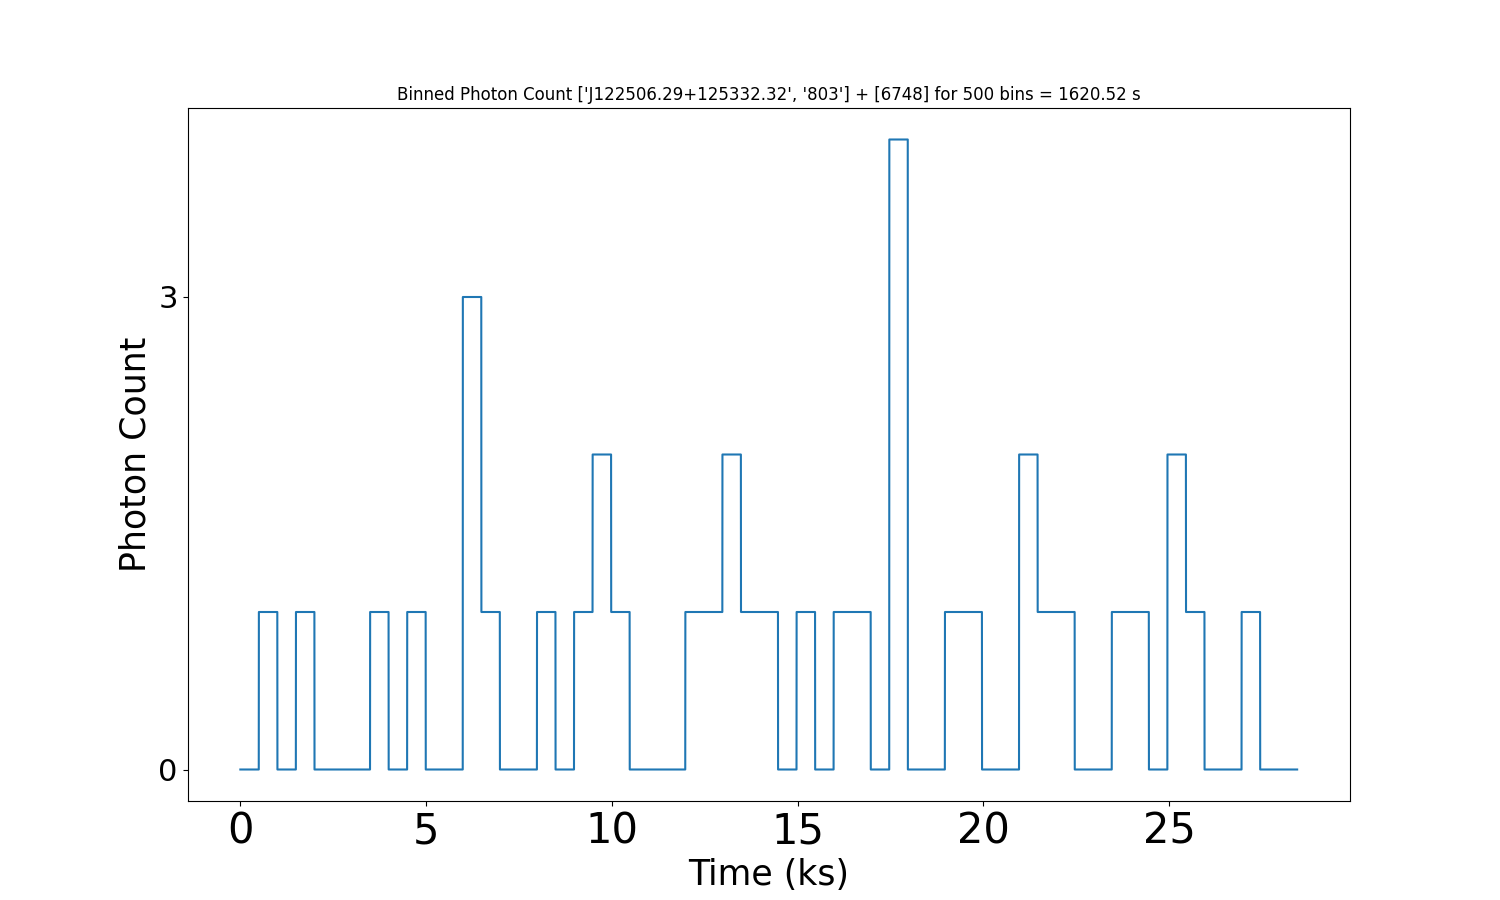 Binned Photon Count ['J122506.29+125332.32', '803'] + [6748] for 500 bins = 1620.52 s
3
Photon Count
0
0 5 10 15 20 25
Time (ks)